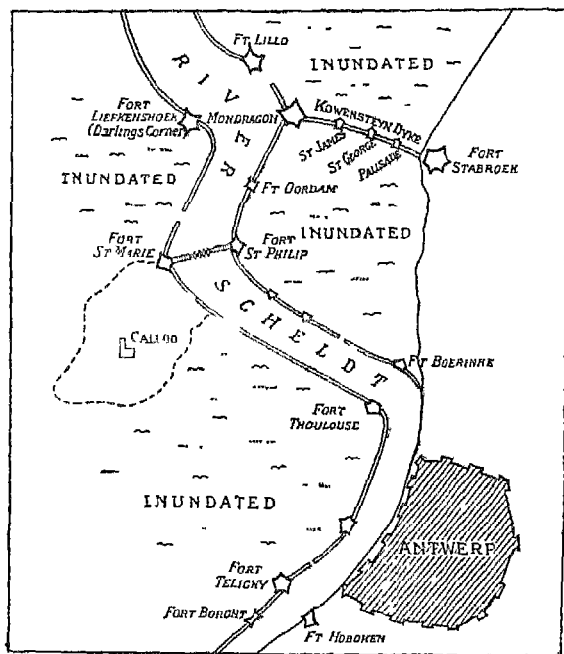 FT LILLO
INUNDATED
RIVER
FORT
LIEFKENSHOEK
(DARLINGS CORNER)
MONDRAGON
KOWENSTEYN DYKE
ST JAMES
ST GEORGE
PALISADE
FORT
STABROEK
INUNDATED
FT OORDAM
INUNDATED
FORT
ST MARIE
FORT
ST PHILIP
SCHELDT
CALLOO
FT BOERINKE
FORT
THOULOUSE
INUNDATED
ANTWERP
FORT
TELIGNY
FORT BORGHT
FT HOBOKEN